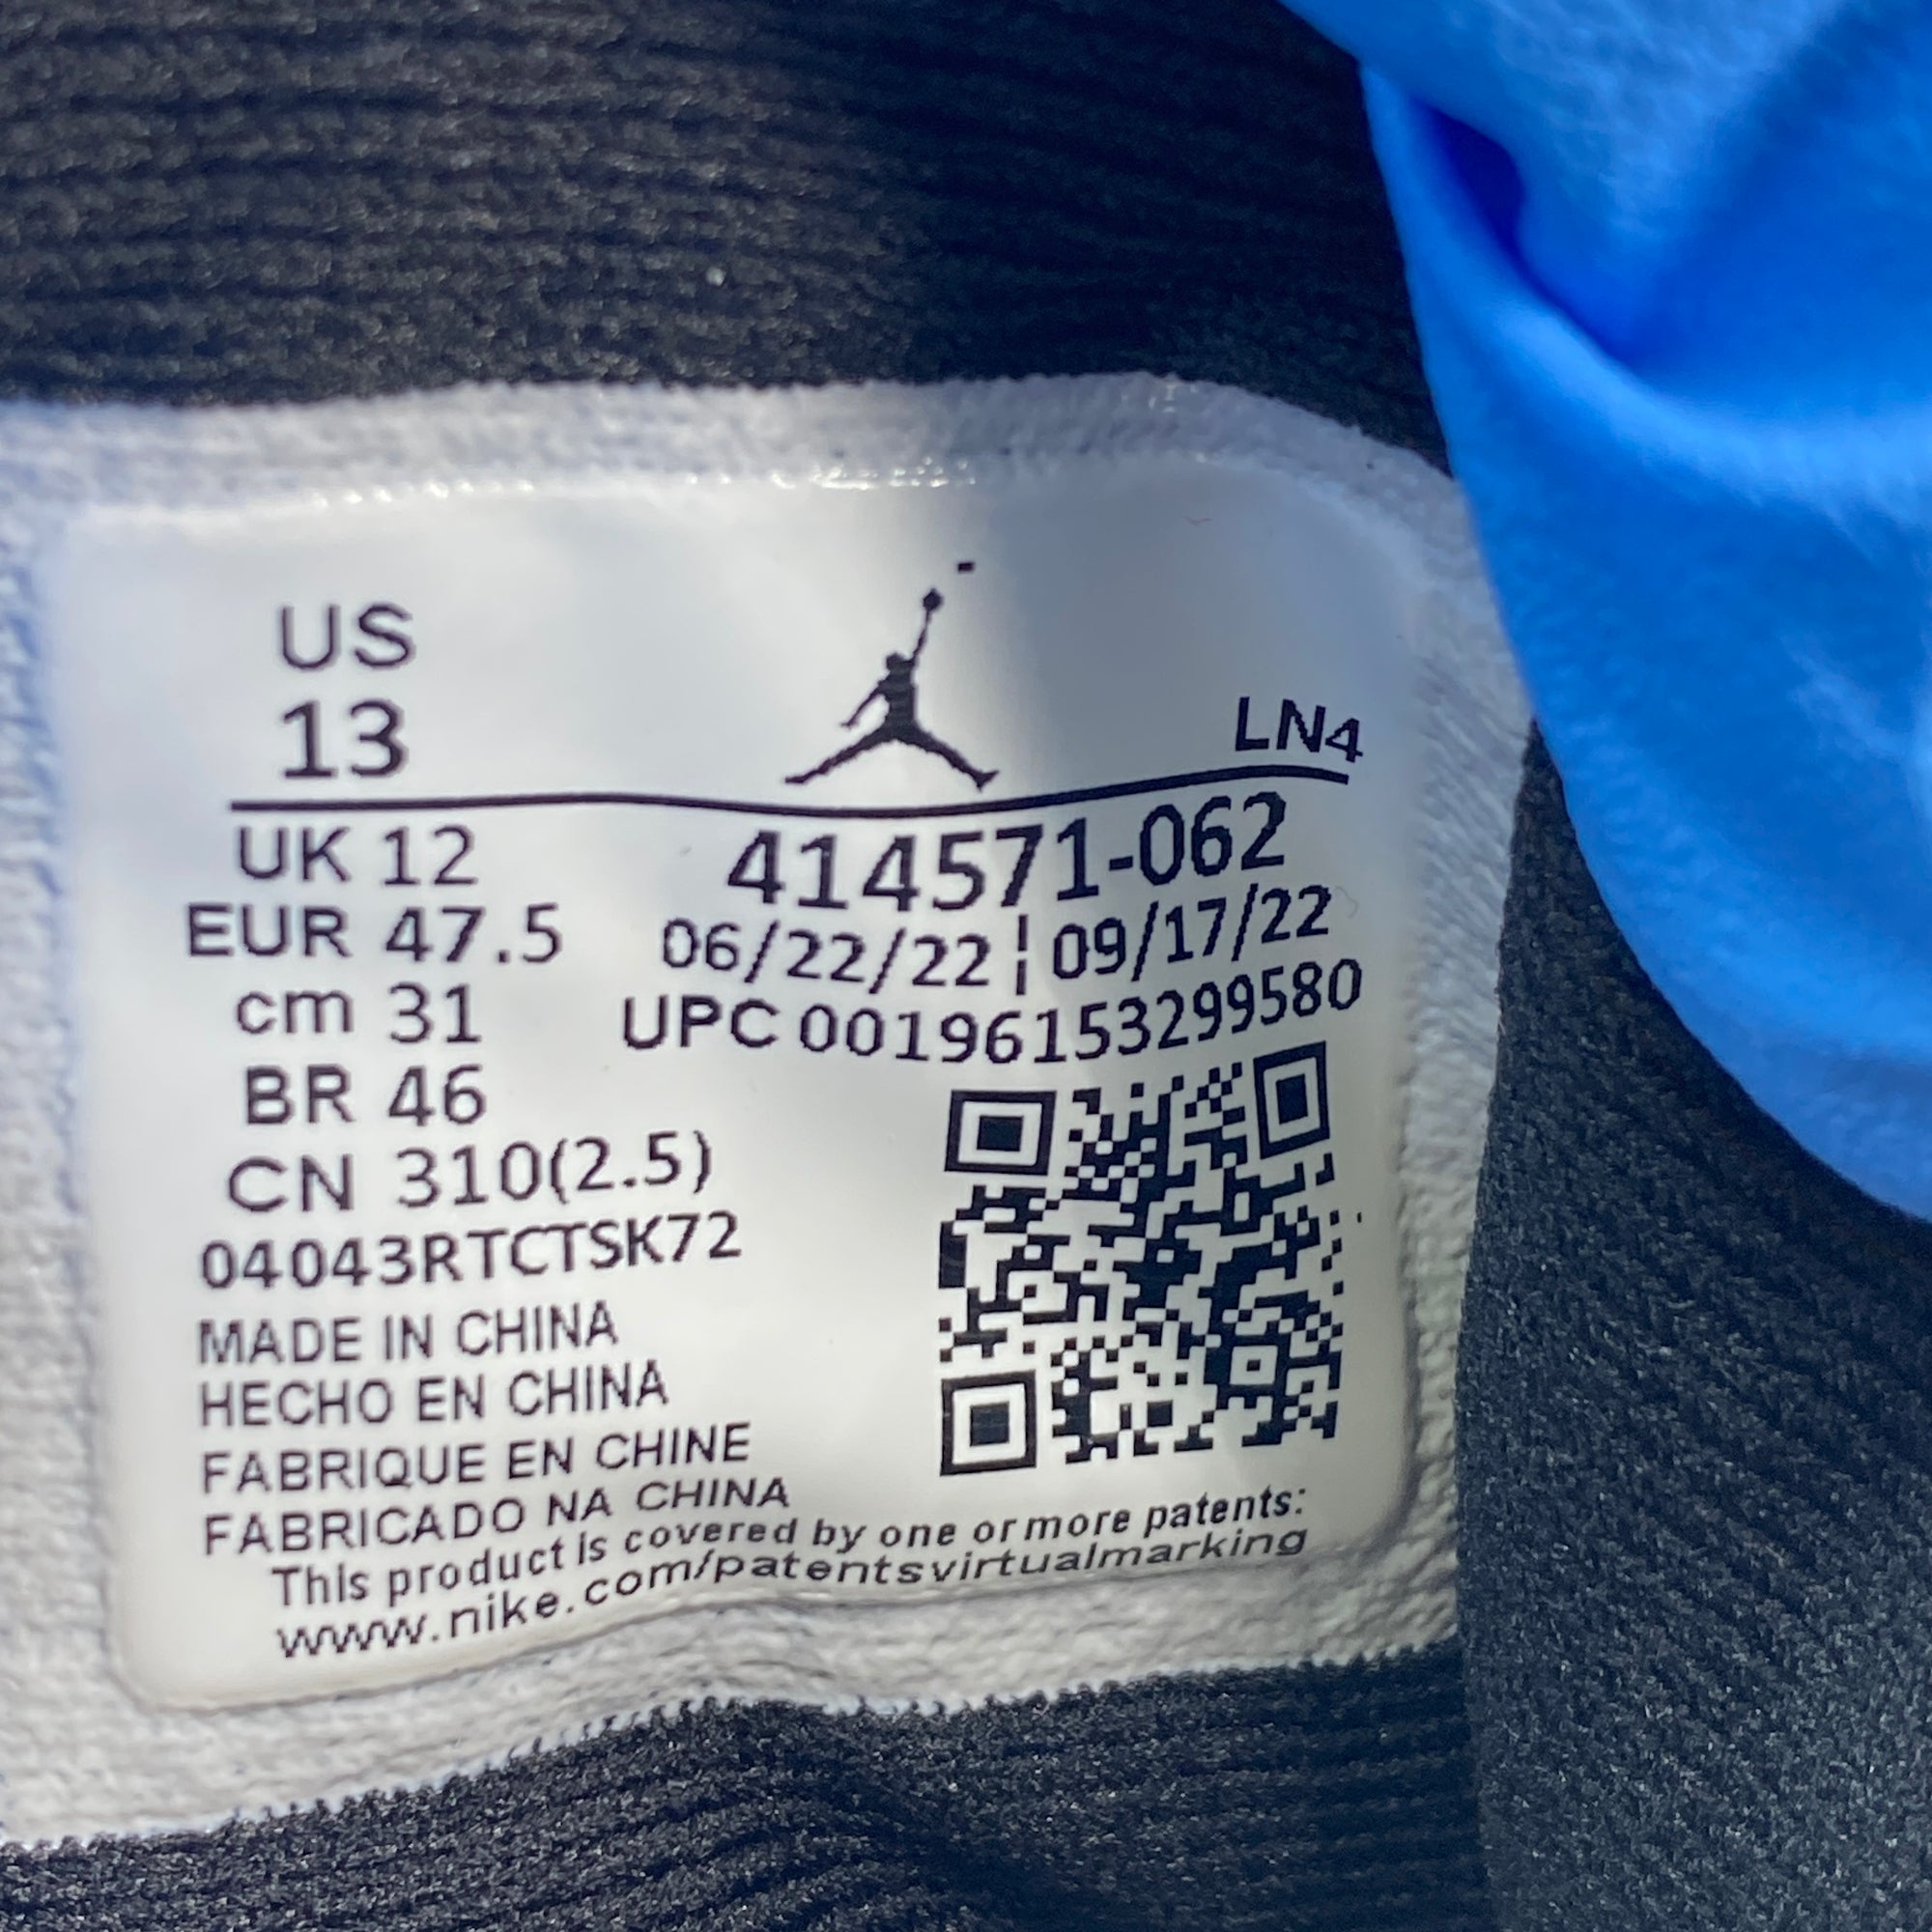 US
13
LN4
UK 12
EUR 47.5
cm 31
BR 46
CN 310(2.5)
04043RTCTSK72
414571-062
06/22/22 ¦ 09/17/22
UPC 00196153299580
MADE IN CHINA
HECHO EN CHINA
FABRIQUE EN CHINE
FABRICADO NA CHINA
This product is covered by one or more patents:
www.nike.com/patentsvirtualmarking